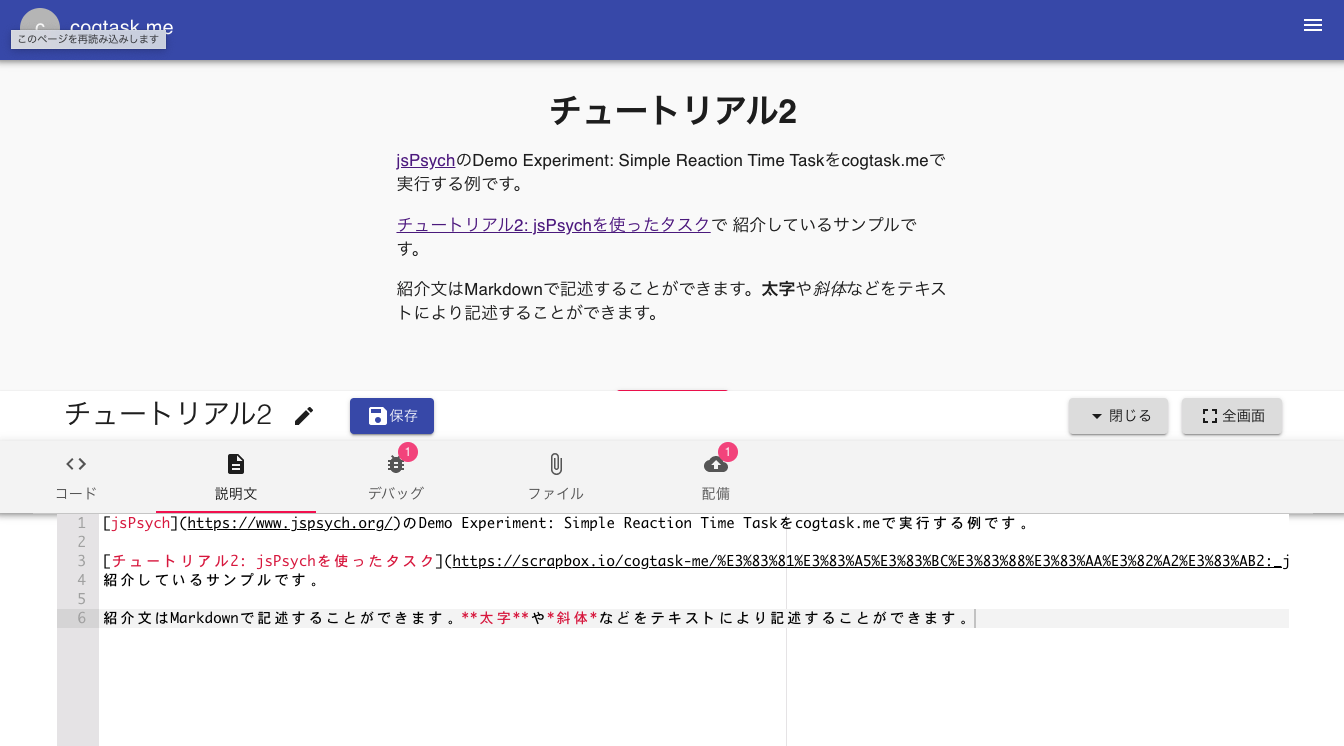 c cogtask.me
このページを再読み込みします
チュートリアル2
jsPsychのDemo Experiment: Simple Reaction Time Taskをcogtask.meで
実行する例です。
チュートリアル2: jsPsychを使ったタスクで 紹介しているサンプルで
す。
紹介文はMarkdownで記述することができます。太字や斜体などをテキス
トにより記述することができます。
チュートリアル2 保存 閉じる 全画面
1 1
コード 説明文 デバッグ ファイル 配備
1 [jsPsych](https://www.jspsych.org/)のDemo Experiment: Simple Reaction Time Taskをcogtask.meで実行する例です。
2
3 [チュートリアル2: jsPsychを使ったタスク](https://scrapbox.io/cogtask-me/%E3%83%81%E3%83%A5%E3%83%BC%E3%83%88%E3%83%AA%E3%82%A2%E3%83%AB2:_j
4 紹介しているサンプルです。
5
6 紹介文はMarkdownで記述することができます。**太字**や*斜体*などをテキストにより記述することができます。